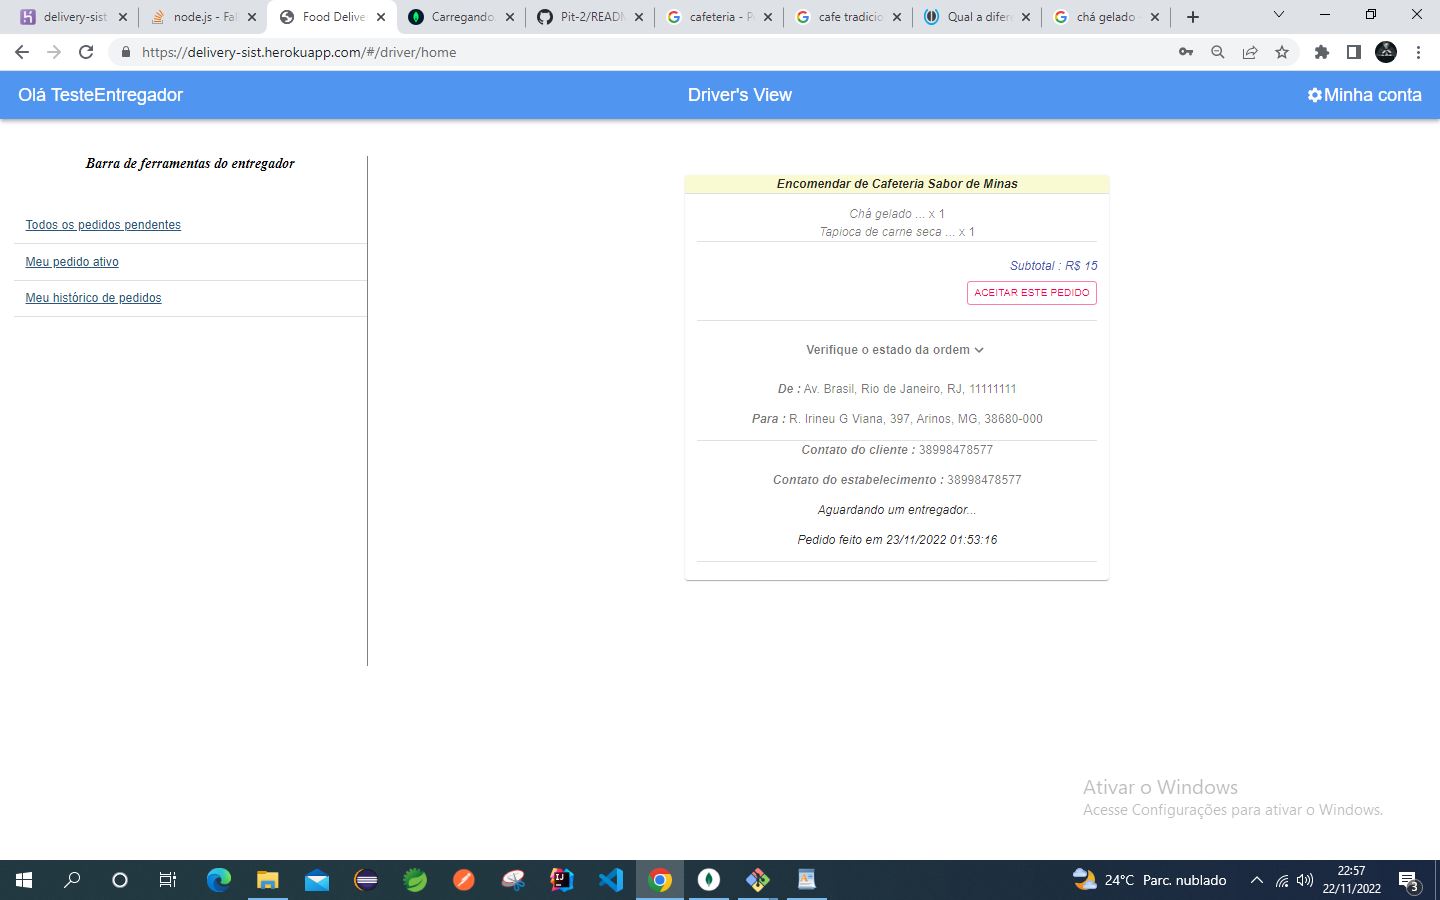 delivery-sist
node.js - Fal
Food Delive
Carregando
Pit-2/READM
cafeteria - P
cafe tradicio
Qual a difer
chá gelado
https://delivery-sist.herokuapp.com/#/driver/home
Olá TesteEntregador
Driver's View
Minha conta
Barra de ferramentas do entregador
Todos os pedidos pendentes
Meu pedido ativo
Meu histórico de pedidos
Encomendar de Cafeteria Sabor de Minas
Chá gelado ... x 1
Tapioca de carne seca ... x 1
Subtotal : R$ 15
ACEITAR ESTE PEDIDO
Verifique o estado da ordem
De : Av. Brasil, Rio de Janeiro, RJ, 11111111
Para : R. Irineu G Viana, 397, Arinos, MG, 38680-000
Contato do cliente : 38998478577
Contato do estabelecimento : 38998478577
Aguardando um entregador...
Pedido feito em 23/11/2022 01:53:16
Ativar o Windows
Acesse Configurações para ativar o Windows.
24°C Parc. nublado
22:57
22/11/2022
3